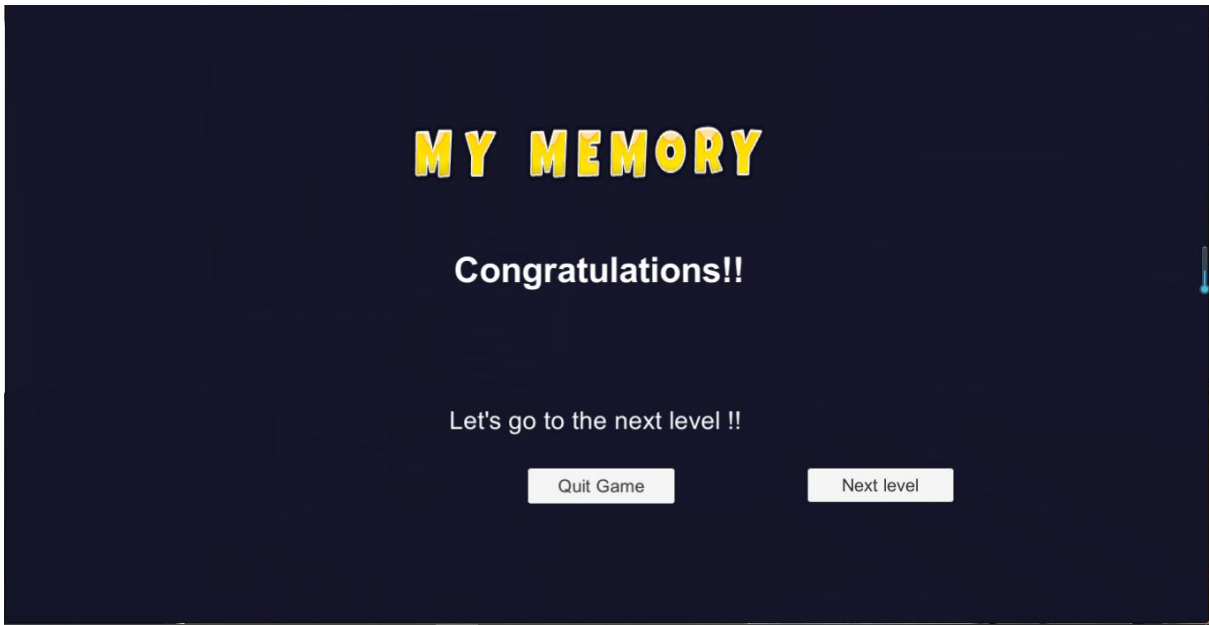 MY MEMORY
Congratulations!!
Let's go to the next level !!
Quit Game
Next level